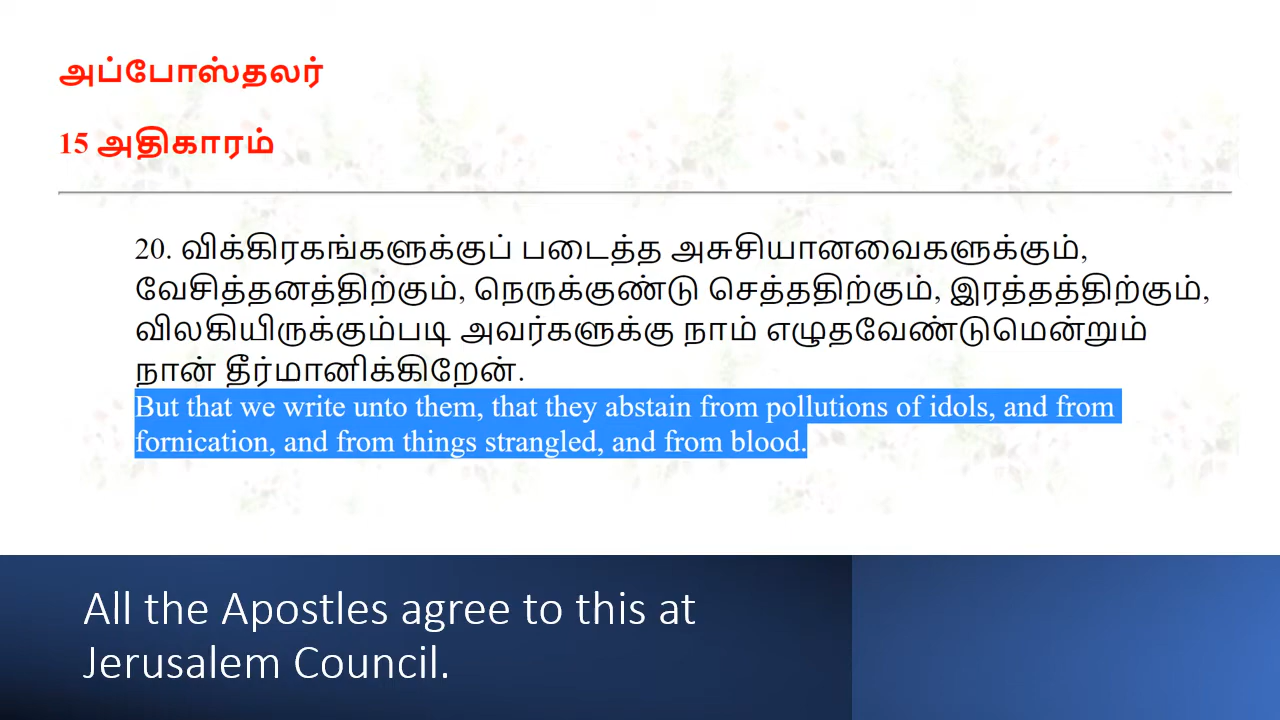 அப்போஸ்தலர்
15 அதிகாரம்
20. விக்கிரகங்களுக்குப் படைத்த அசுசியானவைகளுக்கும்,
வேசித்தனத்திற்கும், நெருக்குண்டு செத்ததிற்கும், இரத்தத்திற்கும்,
விலகியிருக்கும்படி அவர்களுக்கு நாம் எழுதவேண்டுமென்றும்
நான் தீர்மானிக்கிறேன்.
But that we write unto them, that they abstain from pollutions of idols, and from
fornication, and from things strangled, and from blood.
All the Apostles agree to this at
Jerusalem Council.